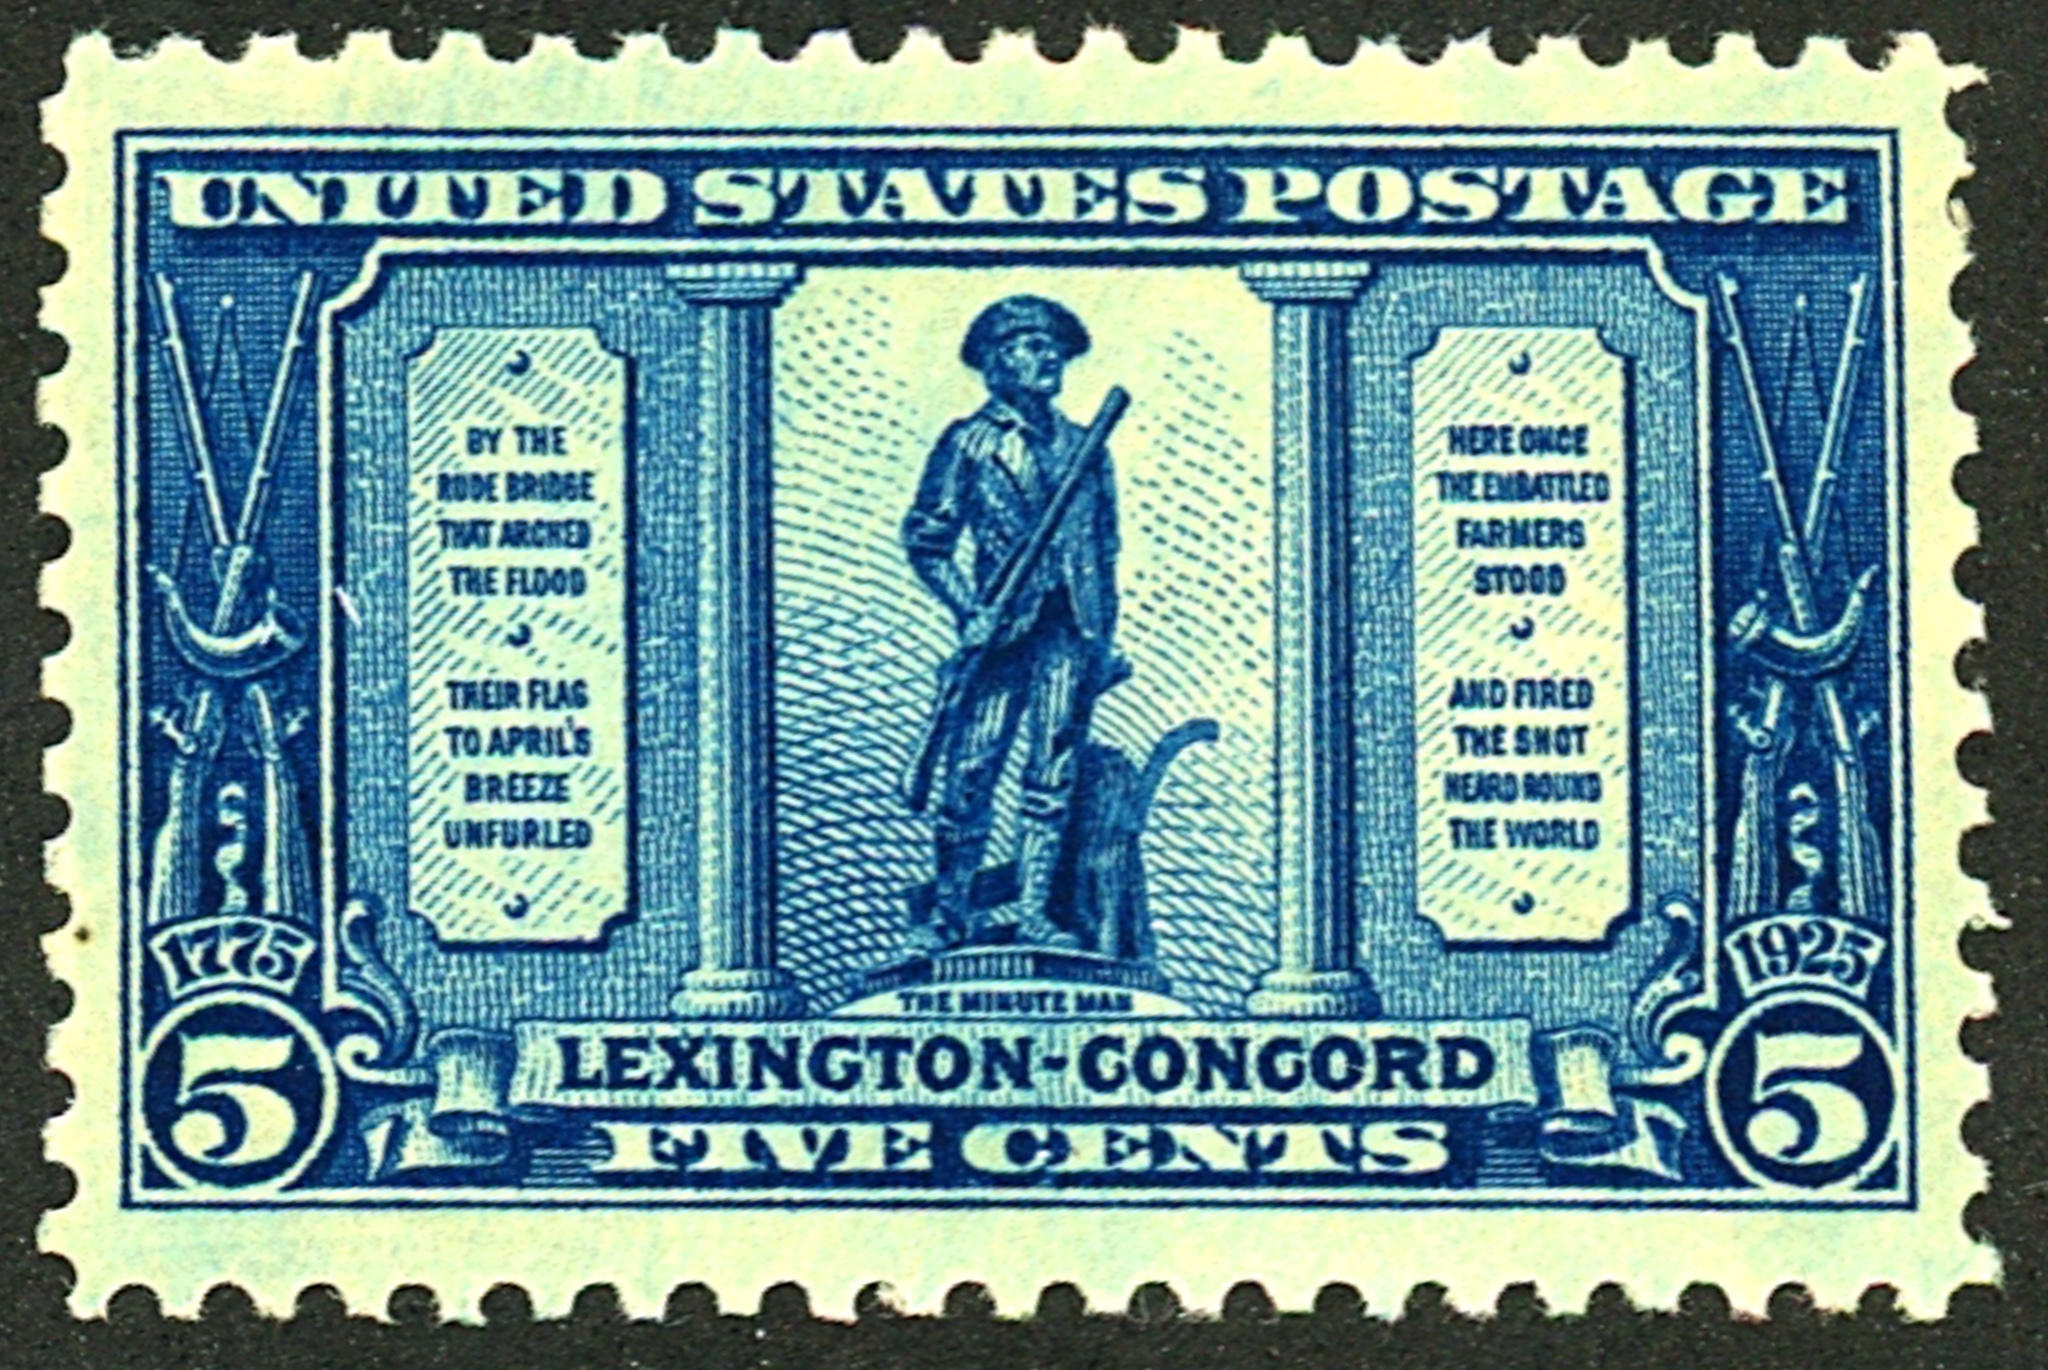 UNITED STATES POSTAGE
BY THE
RUDE BRIDGE
THAT ARCHED
THE FLOOD
THEIR FLAG
TO APRIL'S
BREEZE
UNFURLED
HERE ONCE
THE EMBATTLED
FARMERS
STOOD
AND FIRED
THE SHOT
HEARD ROUND
THE WORLD
1775
1925
THE MINUTE MAN
LEXINGTON-CONCORD
5
5
FIVE CENTS